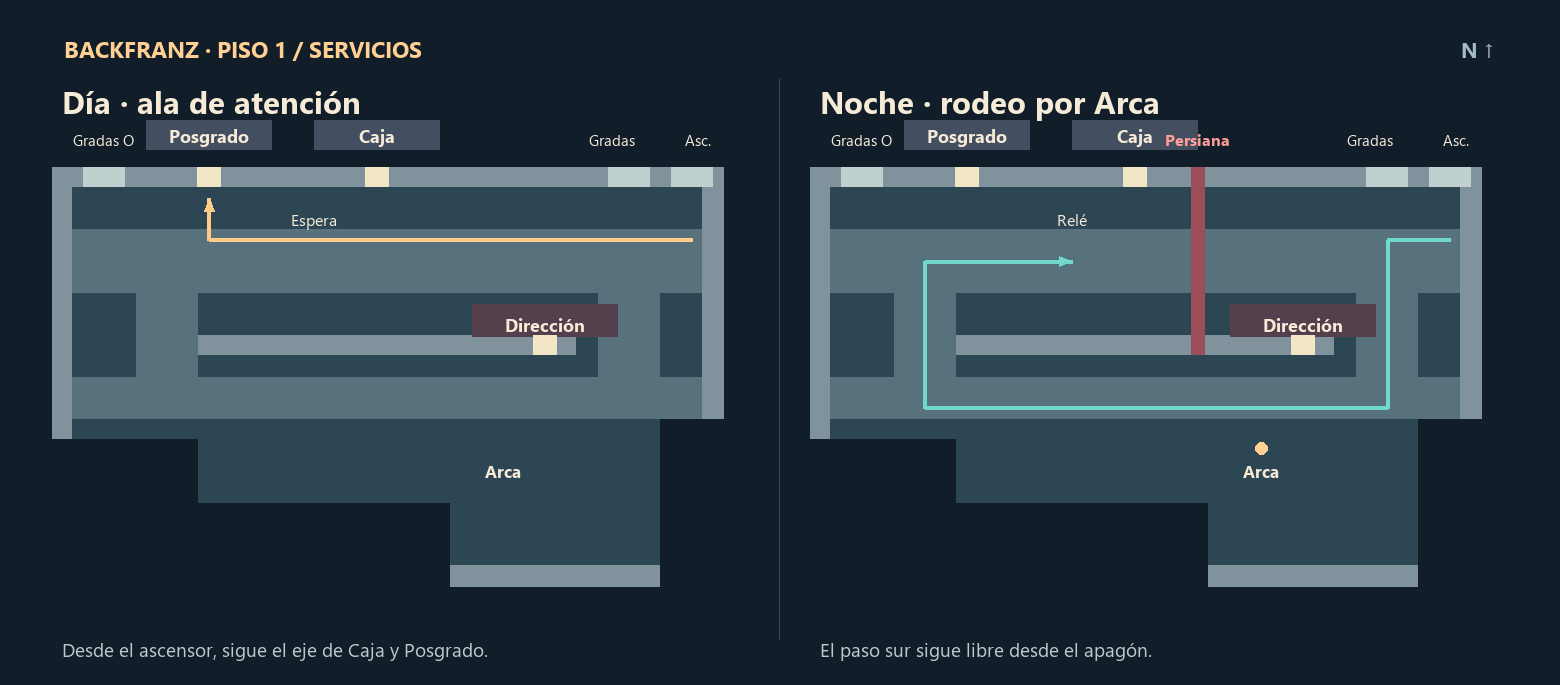 BACKFRANZ · PISO 1 / SERVICIOS
N ↑
Día · ala de atención
Gradas O
Posgrado
Caja
Gradas
Asc.
Espera
Dirección
Arca
Desde el ascensor, sigue el eje de Caja y Posgrado.
Noche · rodeo por Arca
Gradas O
Posgrado
Caja
Persiana
Gradas
Asc.
Relé
Dirección
Arca
El paso sur sigue libre desde el apagón.